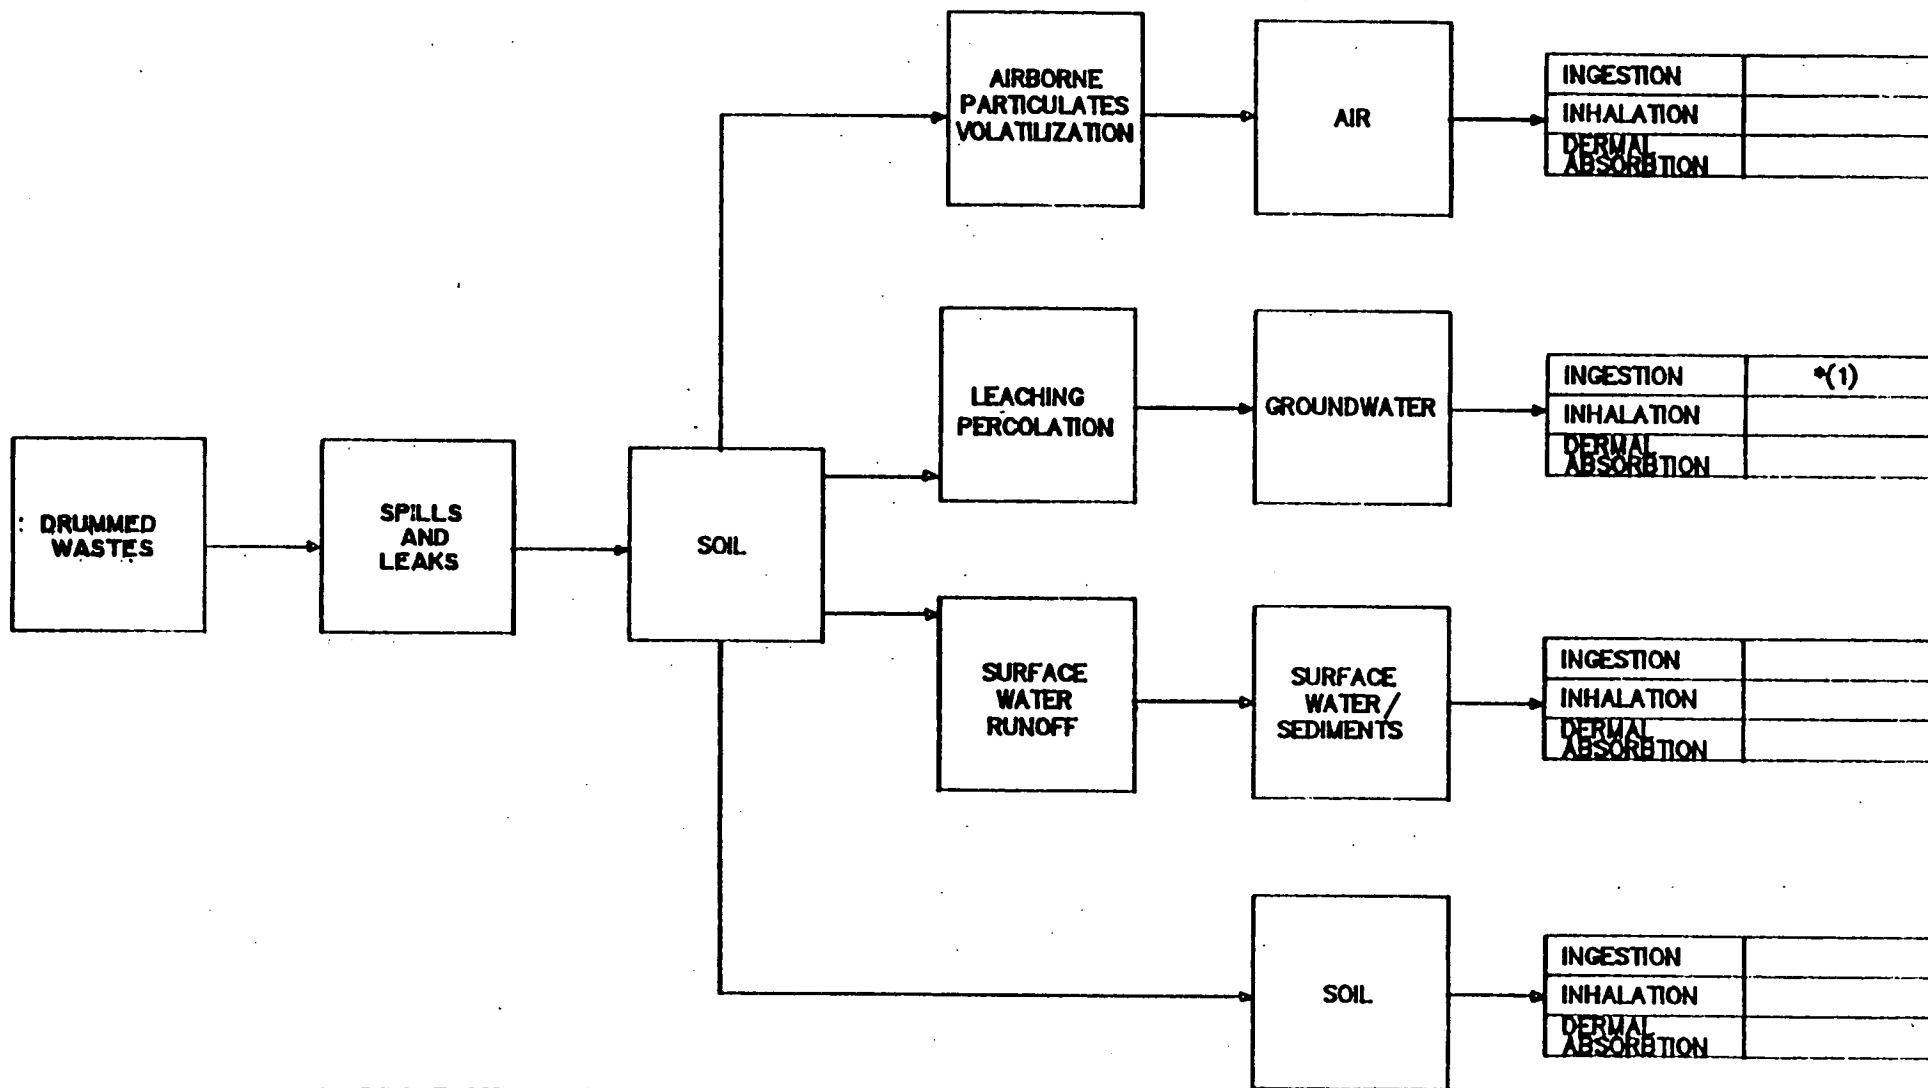 DRUMMED
WASTES
SPILLS
AND
LEAKS
SOIL
AIRBORNE
PARTICULATES
VOLATILIZATION
AIR
INGESTION
INHALATION
DERMAL
ABSORBTION
LEACHING
PERCOLATION
GROUNDWATER
INGESTION
*(1)
INHALATION
DERMAL
ABSORBTION
SURFACE
WATER
RUNOFF
SURFACE
WATER/
SEDIMENTS
INGESTION
INHALATION
DERMAL
ABSORBTION
SOIL
INGESTION
INHALATION
DERMAL
ABSORBTION